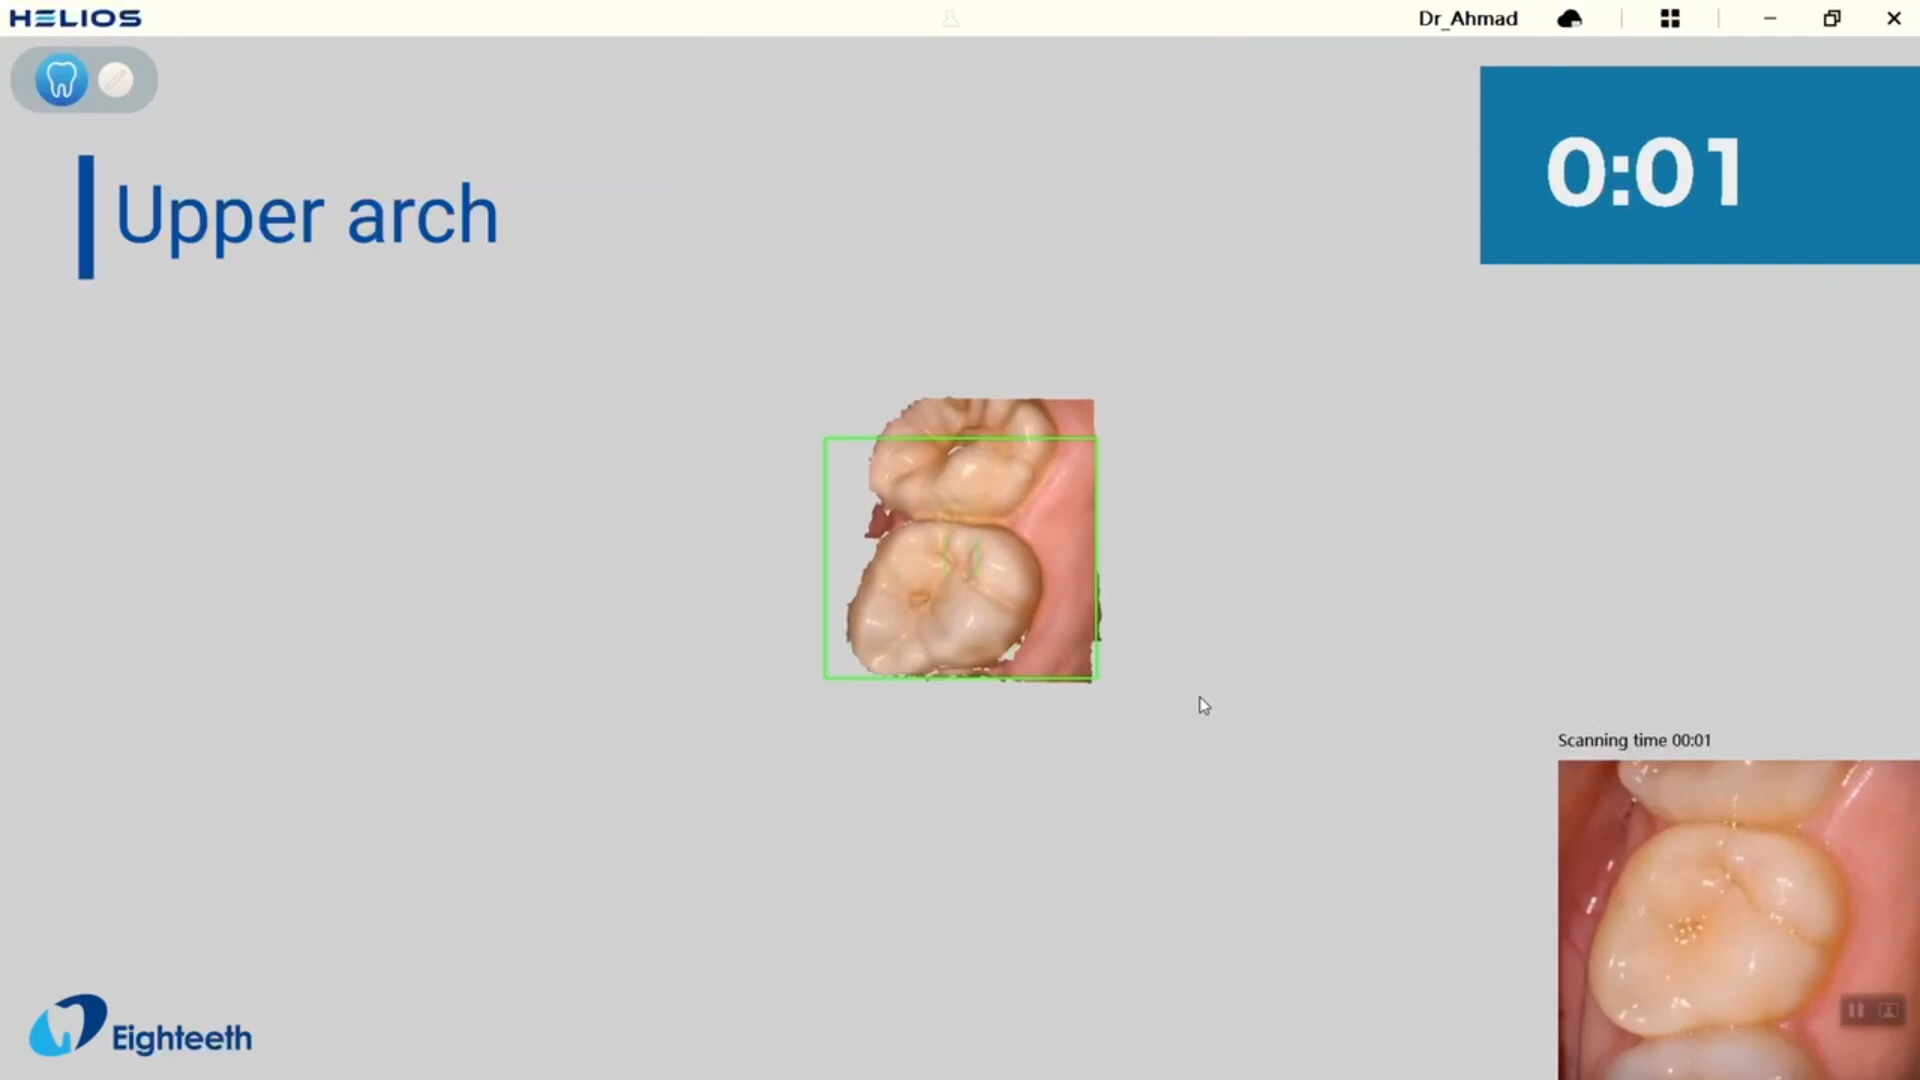 HELIOS
Dr_Ahmad
Upper arch
0:01
Scanning time 00:01
Eighteeth